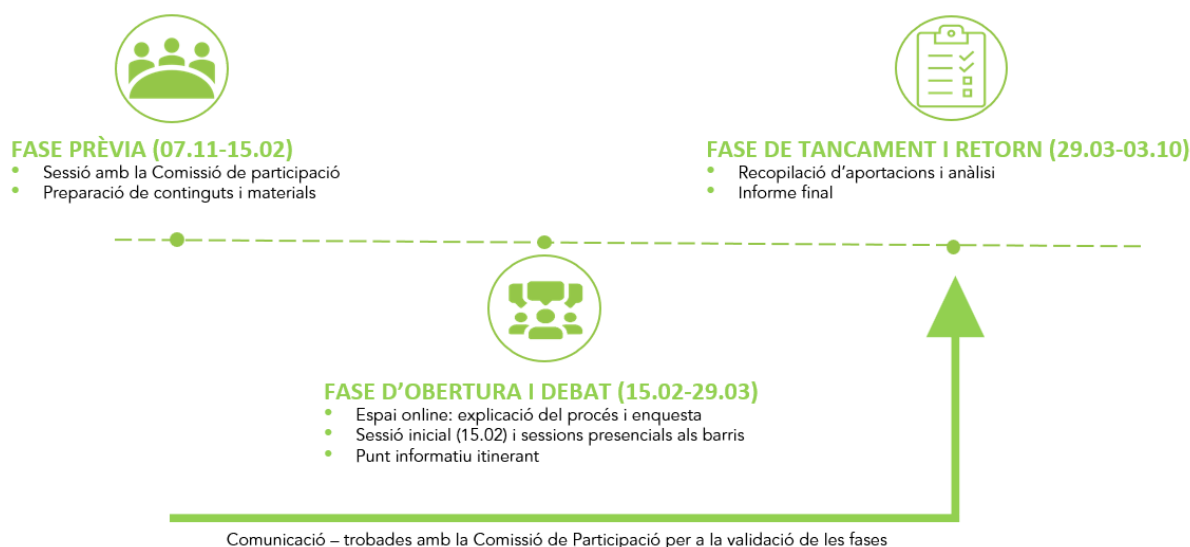 FASE PRÈVIA (07.11-15.02)
• Sessió amb la Comissió de participació
• Preparació de continguts i materials
FASE DE TANCAMENT I RETORN (29.03-03.10)
• Recopilació d’aportacions i anàlisi
• Informe final
FASE D’OBERTURA I DEBAT (15.02-29.03)
• Espai online: explicació del procés i enquesta
• Sessió inicial (15.02) i sessions presencials als barris
• Punt informatiu itinerant
Comunicació – trobades amb la Comissió de Participació per a la validació de les fases